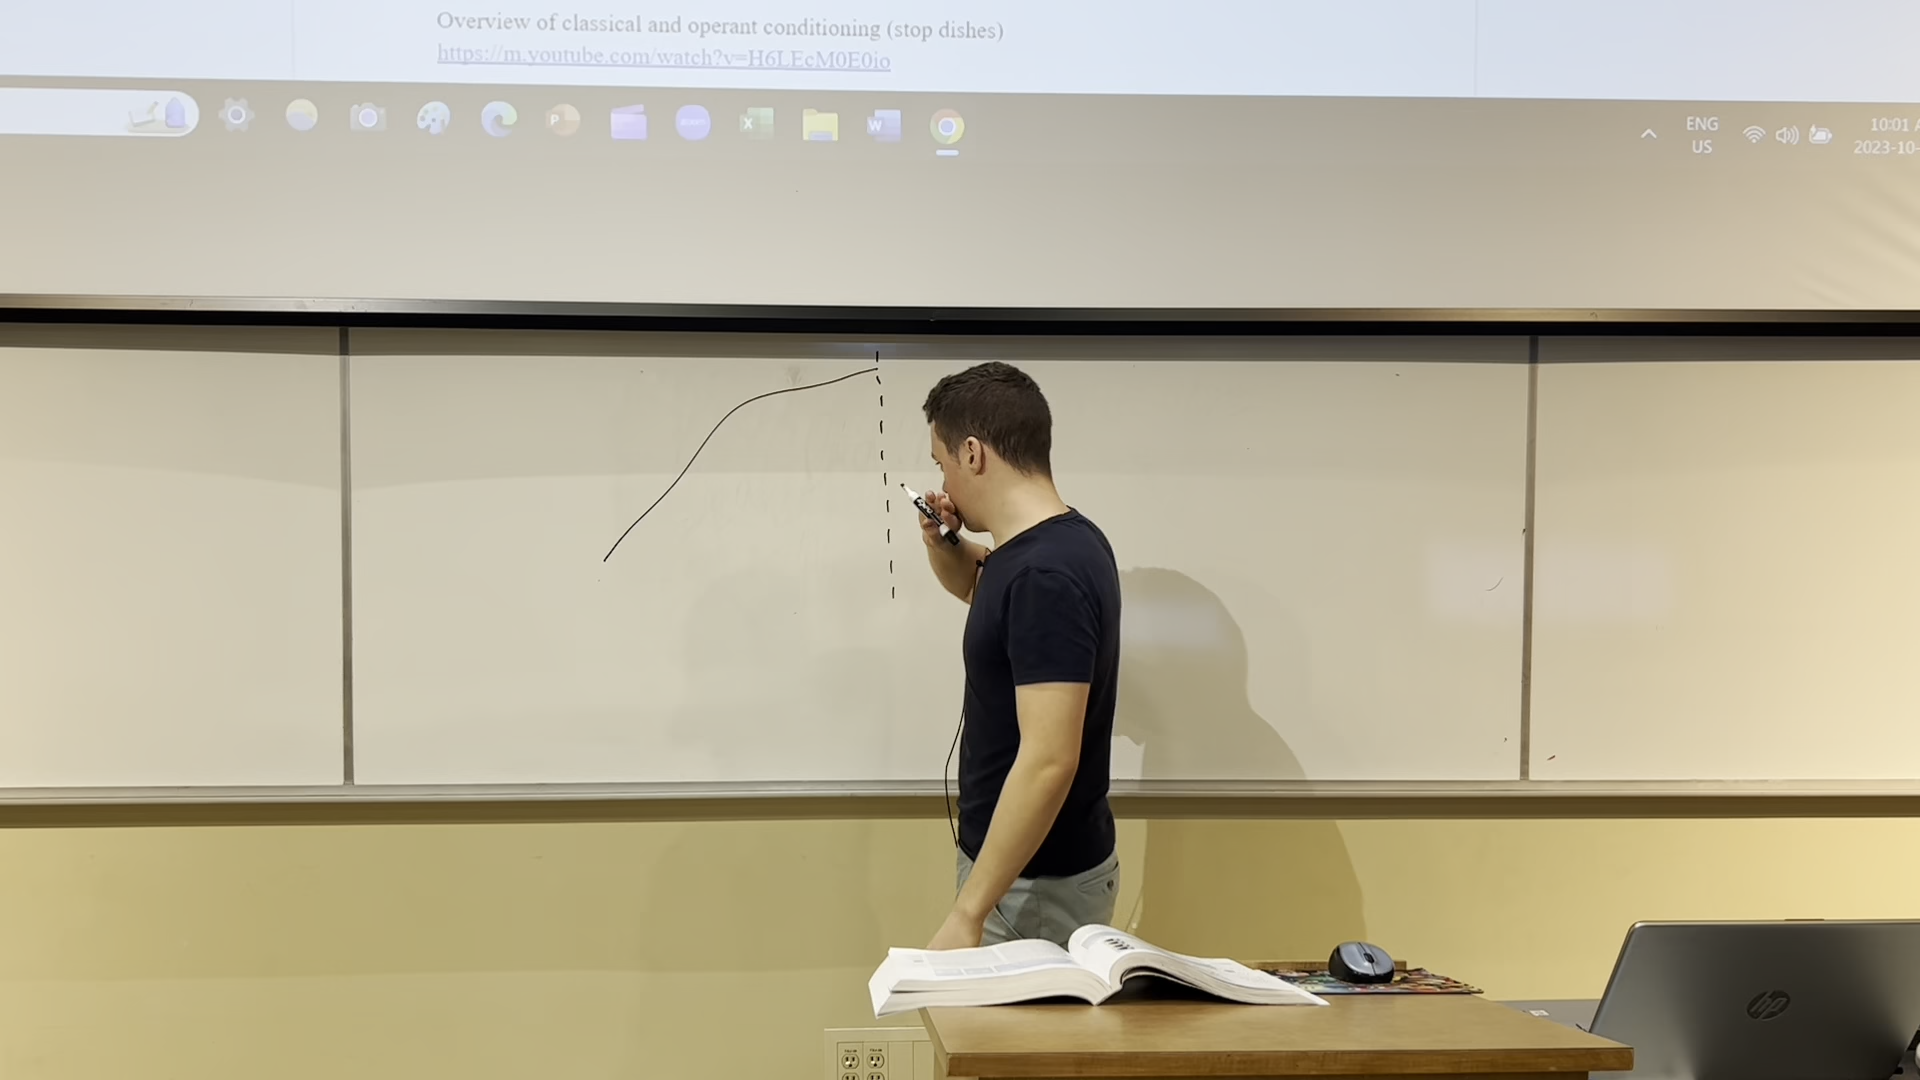 Overview of classical and operant conditioning (stop dishes)
https://m.youtube.com/watch?v=H6LEcM0E0io
ENG
US
10:01 A
2023-10-
hp